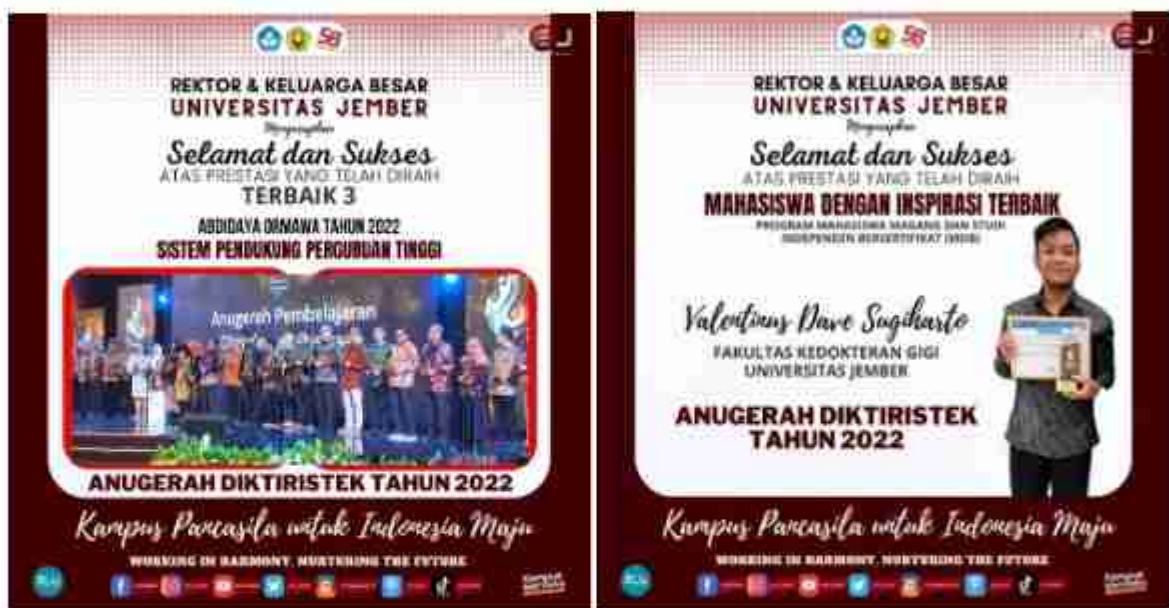 REKTOR & KELUARGA BESAR
UNIVERSITAS JEMBER
Mengucapkan
Selamat dan Sukses
ATAS PRESTASI YANG TELAH DIRAIH
TERBAIK 3
ABDIDAYA ORMAWA TAHUN 2022
SISTEM PENDUKUNG PERGURUAN TINGGI
Anugerah Pembelajaran
ANUGERAH DIKTIRISTEK TAHUN 2022
Kampus Pancasila untuk Indonesia Maju
WORKING IN HARMONY, NURTURING THE FUTURE
REKTOR & KELUARGA BESAR
UNIVERSITAS JEMBER
Mengucapkan
Selamat dan Sukses
ATAS PRESTASI YANG TELAH DIRAIH
MAHASISWA DENGAN INSPIRASI TERBAIK
PROGRAM MAHASISWA MAGANG DAN STUDI
INDEPENDEN BERSERTIFIKAT (MSIB)
Valentinus Dave Sugiharto
FAKULTAS KEDOKTERAN GIGI
UNIVERSITAS JEMBER
ANUGERAH DIKTIRISTEK
TAHUN 2022
Kampus Pancasila untuk Indonesia Maju
WORKING IN HARMONY, NURTURING THE FUTURE